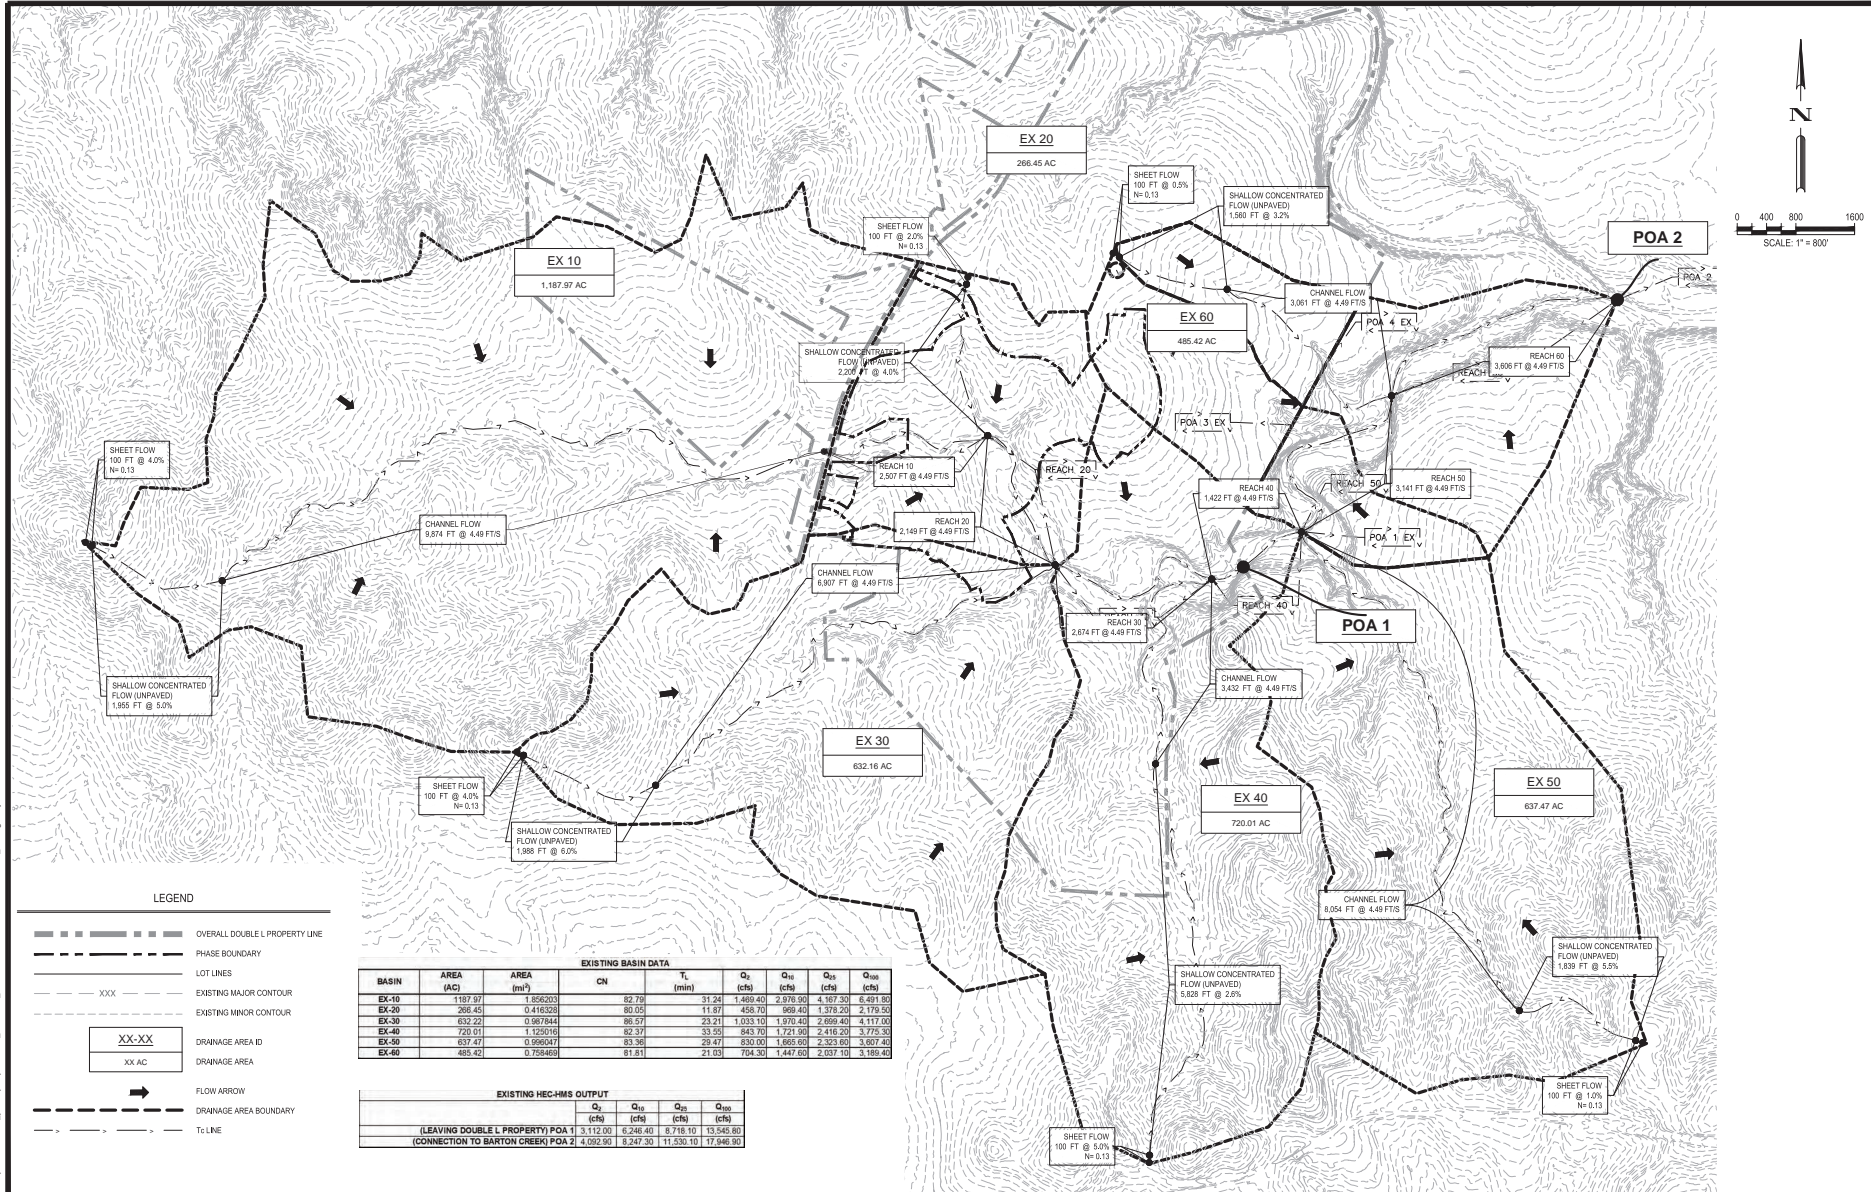 N
0 400 800 1600
SCALE: 1" = 800'
EX 20
266.45 AC
SHEET FLOW
100 FT @ 0.5%
N= 0.13
SHALLOW CONCENTRATED
FLOW (UNPAVED)
1,560 FT @ 3.2%
SHEET FLOW
100 FT @ 2.0%
N= 0.13
POA 2
POA 2
EX 10
1,187.97 AC
CHANNEL FLOW
3,061 FT @ 4.49 FT/S
EX 60
485.42 AC
POA 4 EX
SHALLOW CONCENTRATED
FLOW (UNPAVED)
2,200 FT @ 4.0%
REACH 60
3,606 FT @ 4.49 FT/S
REACH
POA 3 EX
SHEET FLOW
100 FT @ 4.0%
N= 0.13
REACH 10
2,507 FT @ 4.49 FT/S
REACH 20
REACH 40
1,422 FT @ 4.49 FT/S
REACH 50
REACH 50
3,141 FT @ 4.49 FT/S
CHANNEL FLOW
9,874 FT @ 4.49 FT/S
REACH 20
2,149 FT @ 4.49 FT/S
POA 1 EX
CHANNEL FLOW
6,907 FT @ 4.49 FT/S
REACH 40
REACH 30
2,674 FT @ 4.49 FT/S
POA 1
SHALLOW CONCENTRATED
FLOW (UNPAVED)
1,955 FT @ 5.0%
CHANNEL FLOW
3,432 FT @ 4.49 FT/S
EX 30
632.16 AC
SHEET FLOW
100 FT @ 4.0%
N= 0.13
EX 50
637.47 AC
EX 40
720.01 AC
SHALLOW CONCENTRATED
FLOW (UNPAVED)
1,988 FT @ 6.0%
CHANNEL FLOW
8,054 FT @ 4.49 FT/S
SHALLOW CONCENTRATED
FLOW (UNPAVED)
1,839 FT @ 5.5%
SHALLOW CONCENTRATED
FLOW (UNPAVED)
5,828 FT @ 2.6%
SHEET FLOW
100 FT @ 1.0%
N= 0.13
SHEET FLOW
100 FT @ 5.0%
N= 0.13
LEGEND
OVERALL DOUBLE L PROPERTY LINE
PHASE BOUNDARY
LOT LINES
XXX EXISTING MAJOR CONTOUR
EXISTING MINOR CONTOUR
XX-XX DRAINAGE AREA ID
XX AC DRAINAGE AREA
FLOW ARROW
DRAINAGE AREA BOUNDARY
Tc LINE
EXISTING BASIN DATA
BASIN AREA (AC) AREA (mi²) CN TL (min) Q2 (cfs) Q10 (cfs) Q25 (cfs) Q100 (cfs)
EX-10 1187.97 1.856203 82.79 31.24 1,469.40 2,976.90 4,167.30 6,491.80
EX-20 266.45 0.416328 80.05 11.87 458.70 969.40 1,378.20 2,179.50
EX-30 632.22 0.987844 86.57 23.21 1,033.10 1,970.40 2,699.40 4,117.00
EX-40 720.01 1.125016 82.37 33.55 843.70 1,721.90 2,416.20 3,775.30
EX-50 637.47 0.996047 83.36 29.47 830.00 1,665.60 2,323.60 3,607.40
EX-60 485.42 0.758469 81.81 21.03 704.30 1,447.60 2,037.10 3,189.40
EXISTING HEC-HMS OUTPUT
Q2 Q10 Q25 Q100
(cfs) (cfs) (cfs) (cfs)
(LEAVING DOUBLE L PROPERTY) POA 1 3,112.00 6,246.40 8,718.10 13,545.80
(CONNECTION TO BARTON CREEK) POA 2 4,092.90 8,247.30 11,530.10 17,946.90